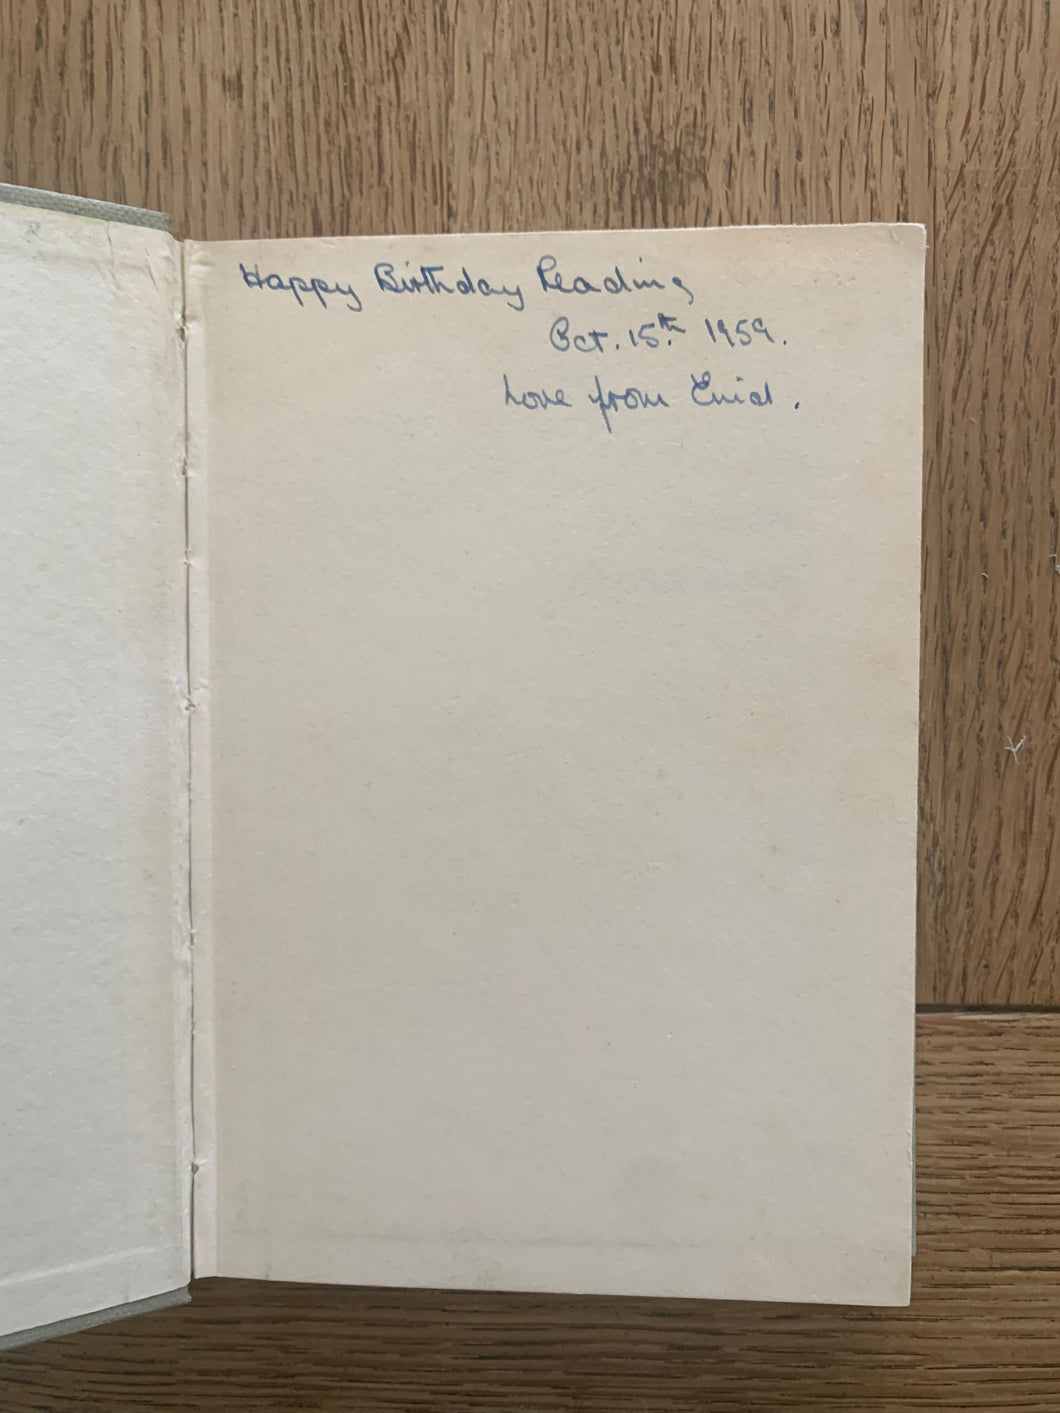 Happy Birthday Reading
Oct. 15th. 1959.
Love from Enid.